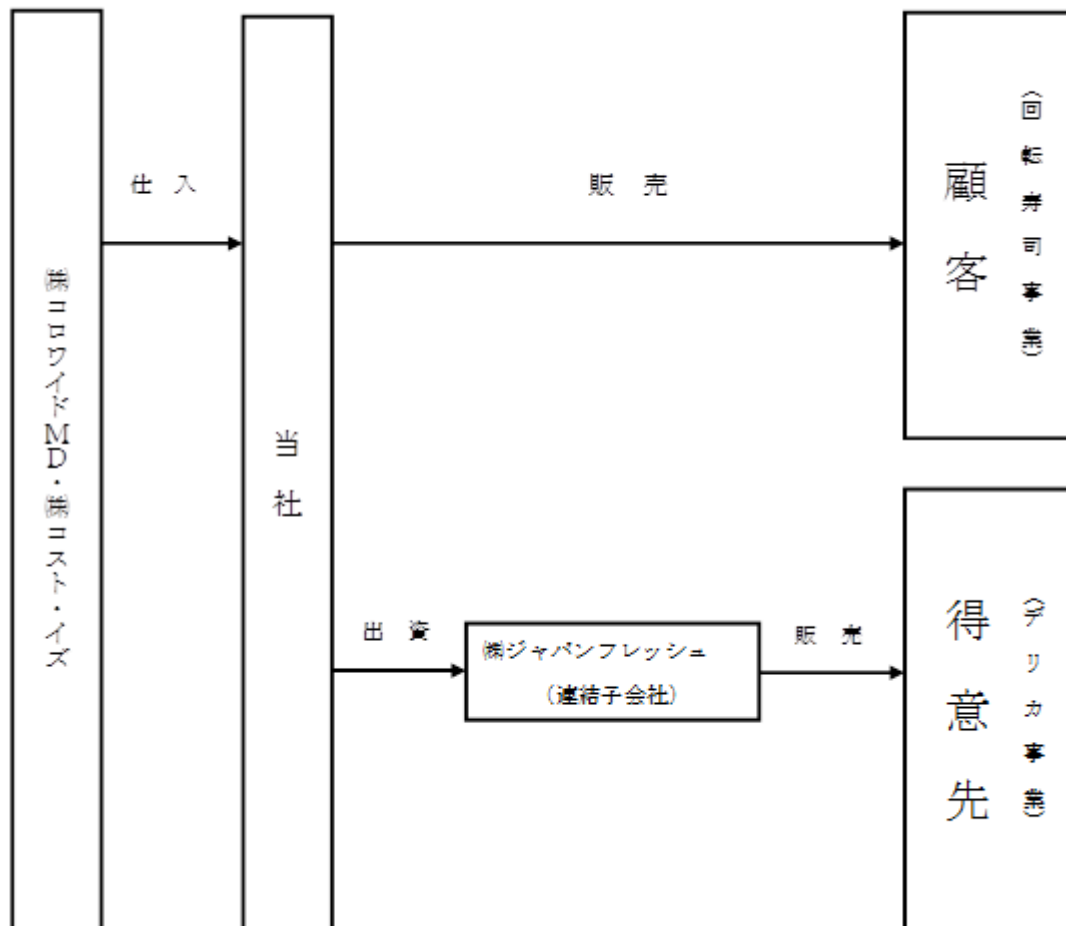 ㈱コロワイドＭＤ・㈱コスト・イズ
仕 入
当社
販 売
顧客
（回転寿司事業）
出 資
㈱ジャパンフレッシュ
（連結子会社）
販 売
得意先
（デリカ事業）